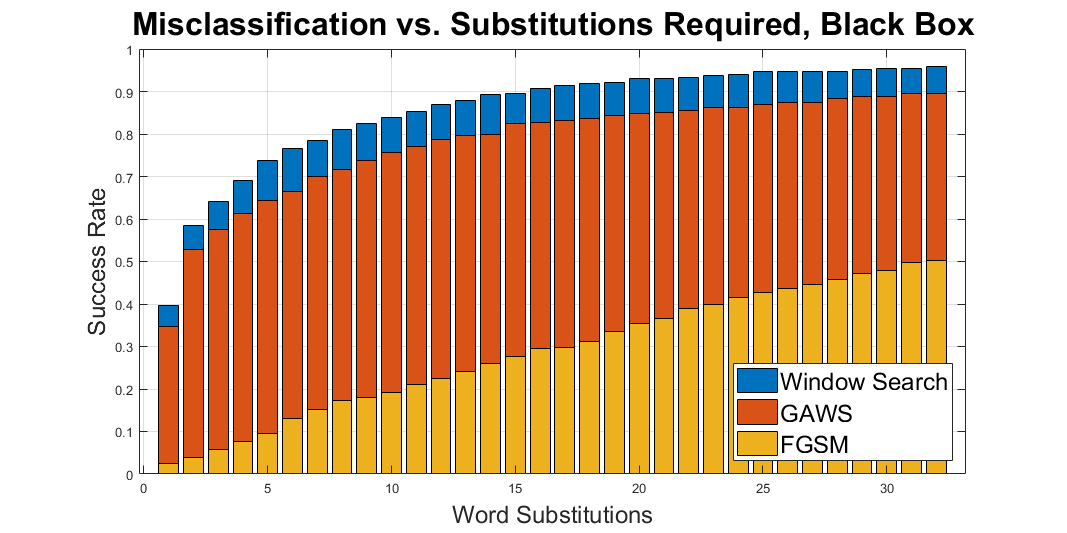 Misclassification vs. Substitutions Required, Black Box
1
0.9
0.8
0.7
0.6
0.5
0.4
0.3
0.2
0.1
0
Success Rate
Window Search
GAWS
FGSM
0 5 10 15 20 25 30
Word Substitutions